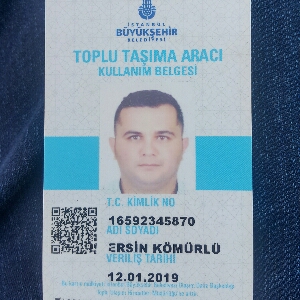 İSTANBUL
BÜYÜKŞEHİR
BELEDİYESİ
TOPLU TAŞIMA ARACI
KULLANIM BELGESİ
T.C. KİMLİK NO
16592345870
ADI SOYADI
ERSİN KÖMÜRLÜ
VERİLİŞ TARİHİ
12.01.2019